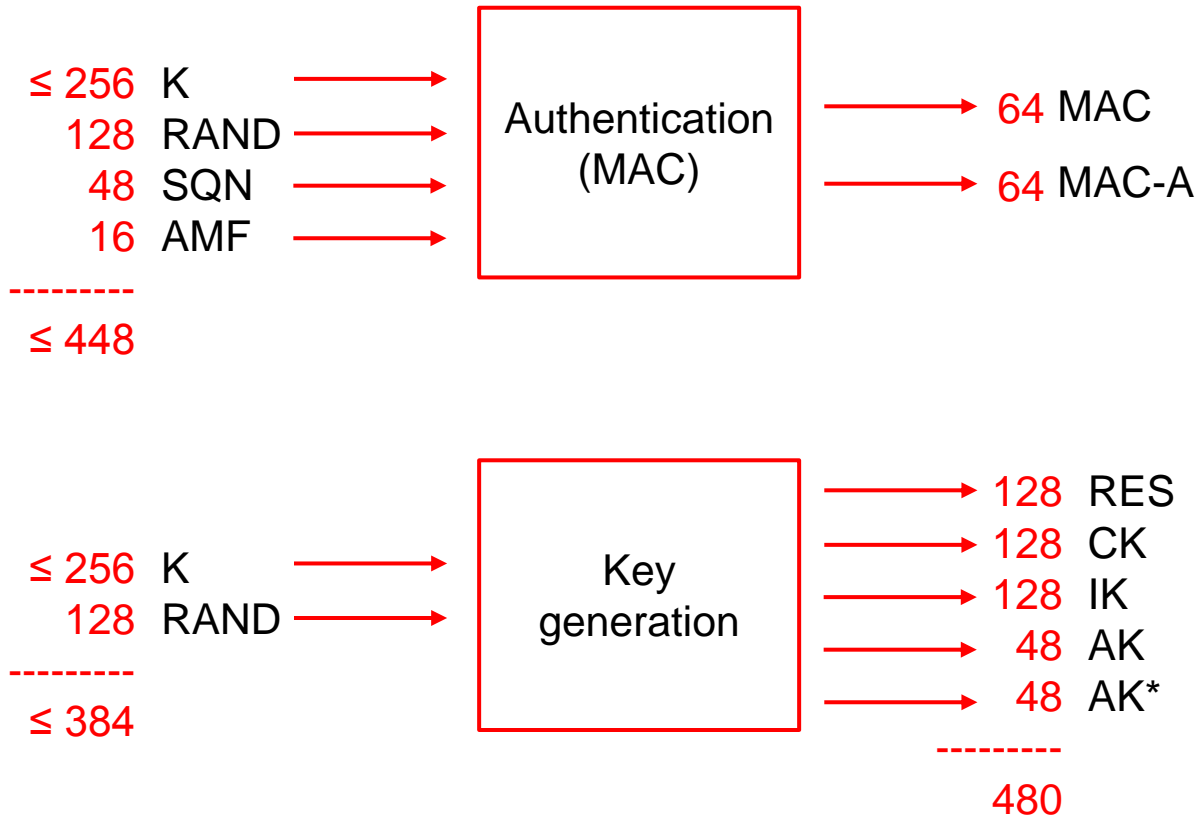 ≤ 256 K
128 RAND
48 SQN
16 AMF
---------
≤ 448
Authentication
(MAC)
64 MAC
64 MAC-A
≤ 256 K
128 RAND
---------
≤ 384
Key
generation
128 RES
128 CK
128 IK
48 AK
48 AK*
---------
480